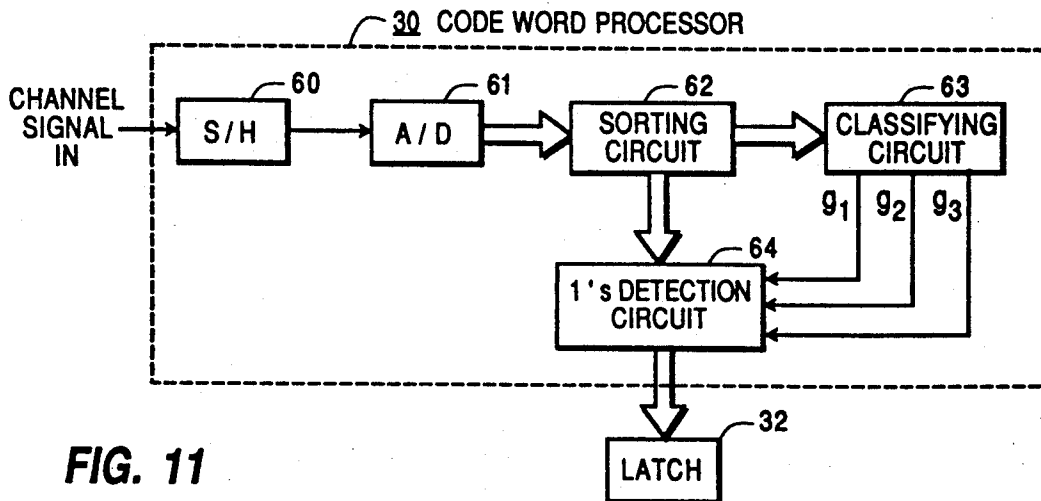 30 CODE WORD PROCESSOR
CHANNEL
SIGNAL
IN
60
S/H
61
A/D
62
SORTING
CIRCUIT
63
CLASSIFYING
CIRCUIT
g1 g2 g3
64
1's DETECTION
CIRCUIT
32
LATCH
FIG. 11